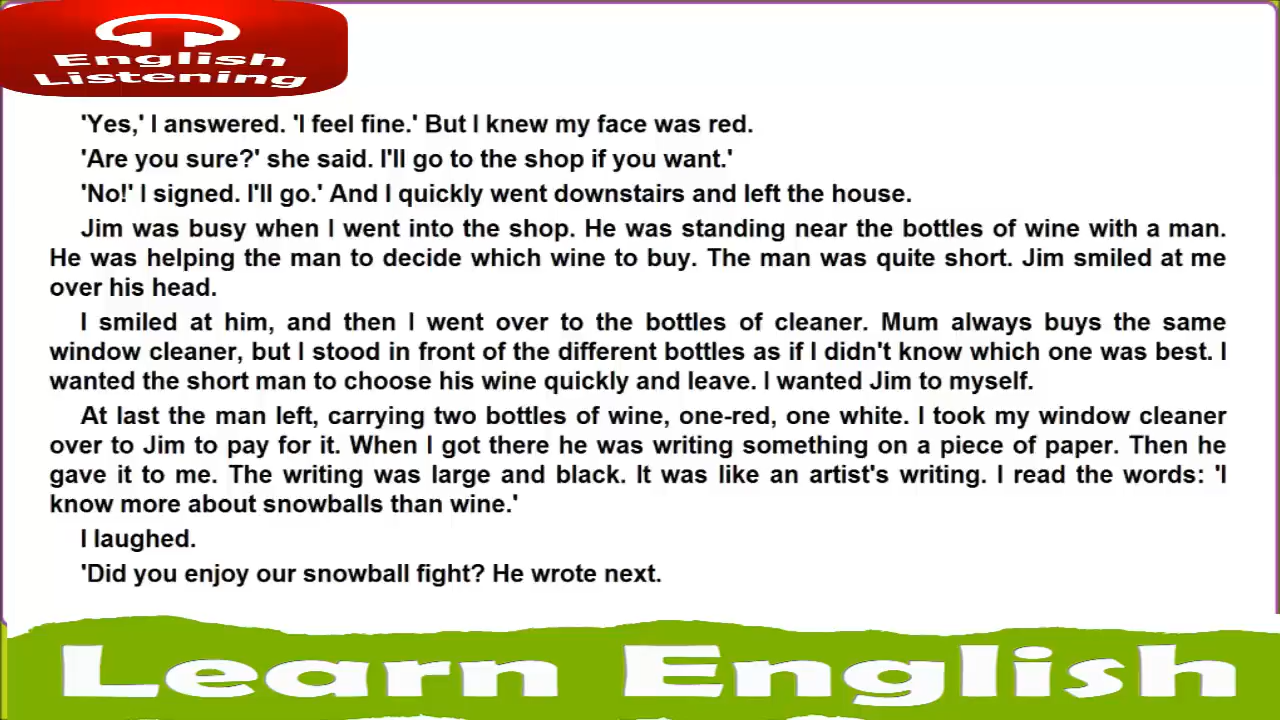 English
Listening
'Yes,' I answered. 'I feel fine.' But I knew my face was red.
'Are you sure?' she said. I'll go to the shop if you want.'
'No!' I signed. I'll go.' And I quickly went downstairs and left the house.
Jim was busy when I went into the shop. He was standing near the bottles of wine with a man.
He was helping the man to decide which wine to buy. The man was quite short. Jim smiled at me
over his head.
I smiled at him, and then I went over to the bottles of cleaner. Mum always buys the same
window cleaner, but I stood in front of the different bottles as if I didn't know which one was best. I
wanted the short man to choose his wine quickly and leave. I wanted Jim to myself.
At last the man left, carrying two bottles of wine, one-red, one white. I took my window cleaner
over to Jim to pay for it. When I got there he was writing something on a piece of paper. Then he
gave it to me. The writing was large and black. It was like an artist's writing. I read the words: 'I
know more about snowballs than wine.'
I laughed.
'Did you enjoy our snowball fight? He wrote next.
Learn English